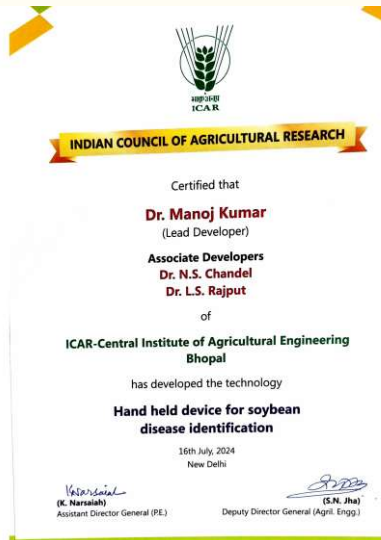 भाकृअनुप
ICAR
INDIAN COUNCIL OF AGRICULTURAL RESEARCH
Certified that
Dr. Manoj Kumar
(Lead Developer)
Associate Developers
Dr. N.S. Chandel
Dr. L.S. Rajput
of
ICAR-Central Institute of Agricultural Engineering
Bhopal
has developed the technology
Hand held device for soybean
disease identification
16th July, 2024
New Delhi
(K. Narsaiah)
Assistant Director General (P.E.)
(S.N. Jha)
Deputy Director General (Agril. Engg.)